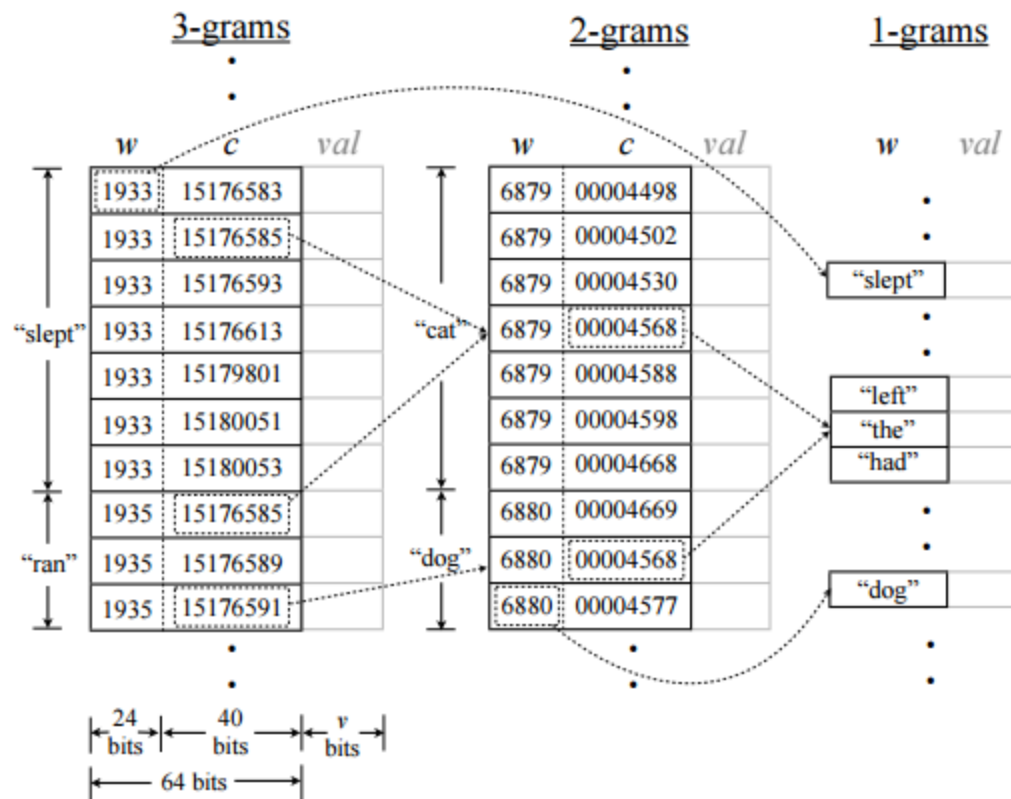 3-grams 2-grams 1-grams
w c val w c val w val
1933 15176583 6879 00004498
1933 15176585 6879 00004502
1933 15176593 6879 00004530 “slept”
“slept” 1933 15176613 “cat” 6879 00004568
1933 15179801 6879 00004588 “left”
1933 15180051 6879 00004598 “the”
1933 15180053 6879 00004668 “had”
1935 15176585 6880 00004669
“ran” 1935 15176589 “dog” 6880 00004568 “dog”
1935 15176591 6880 00004577
24 40 v
bits bits bits
64 bits